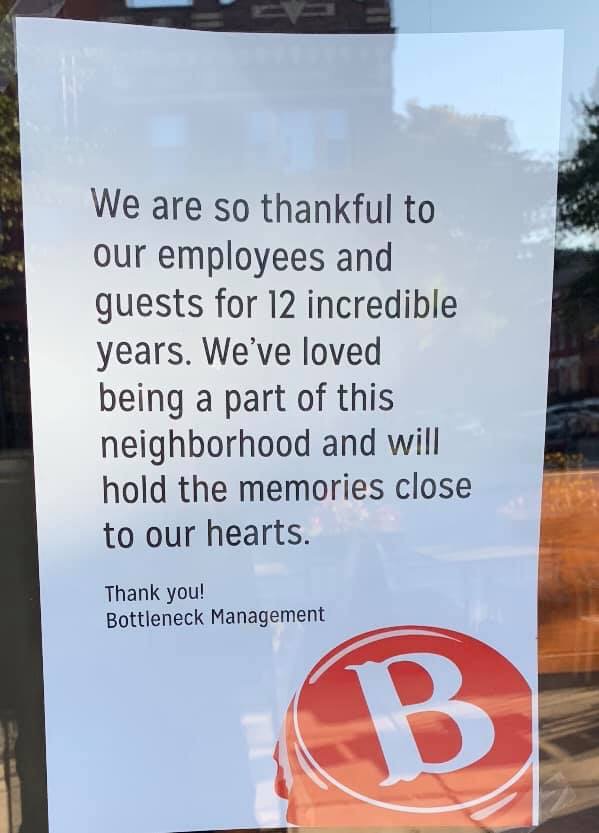 We are so thankful to
our employees and
guests for 12 incredible
years. We've loved
being a part of this
neighborhood and will
hold the memories close
to our hearts.
Thank you!
Bottleneck Management
B